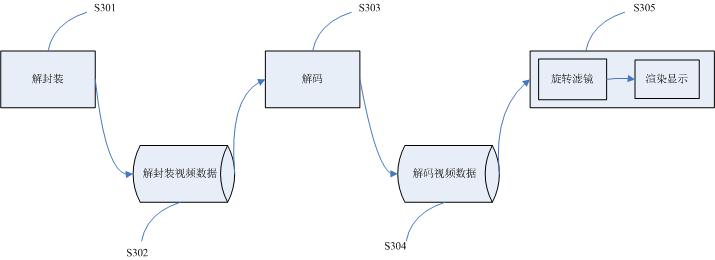 S301
S303
S305
解封装
解码
旋转滤镜
渲染显示
解封装视频数据
解码视频数据
S302
S304